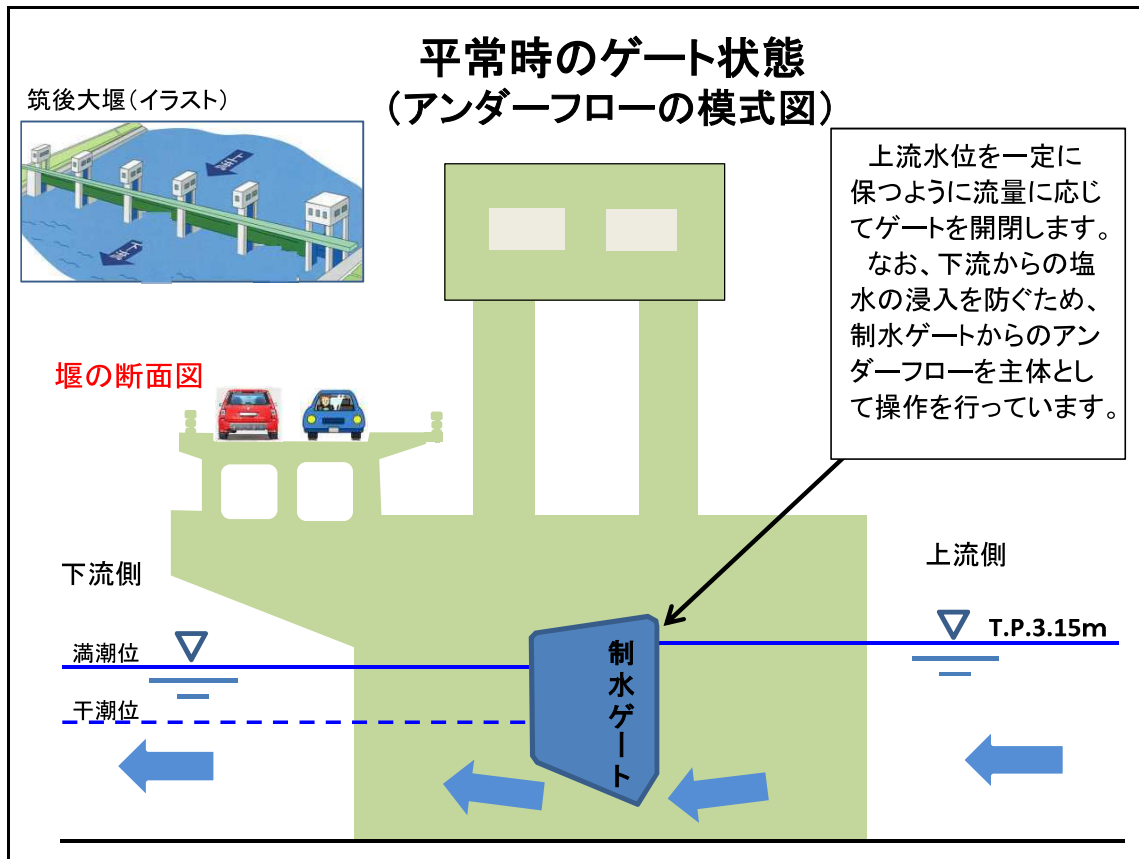 平常時のゲート状態
(アンダーフローの模式図)
筑後大堰(イラスト)
上流
下流
上流水位を一定に
保つように流量に応じ
てゲートを開閉します。
なお、下流からの塩
水の浸入を防ぐため、
制水ゲートからのアン
ダーフローを主体とし
て操作を行っています。
堰の断面図
下流側
上流側
満潮位
T.P.3.15m
干潮位
制水ゲート